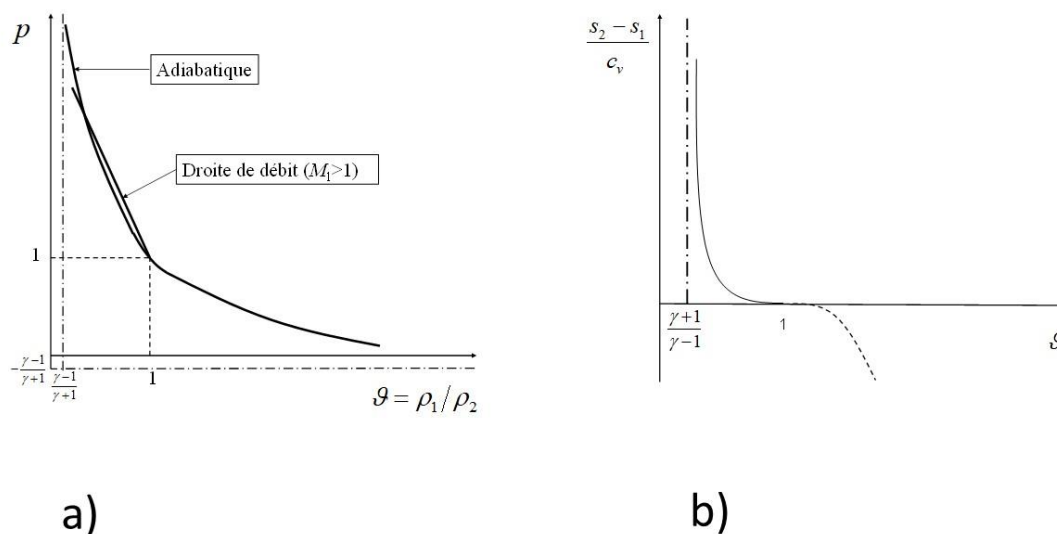 p
Adiabatique
Droite de débit (M₁>1)
1
-γ-1/γ+1
γ-1/γ+1
1
ϑ = ρ₁/ρ₂
a)
s₂ − s₁/cᵥ
γ+1/γ−1
1
ϑ
b)